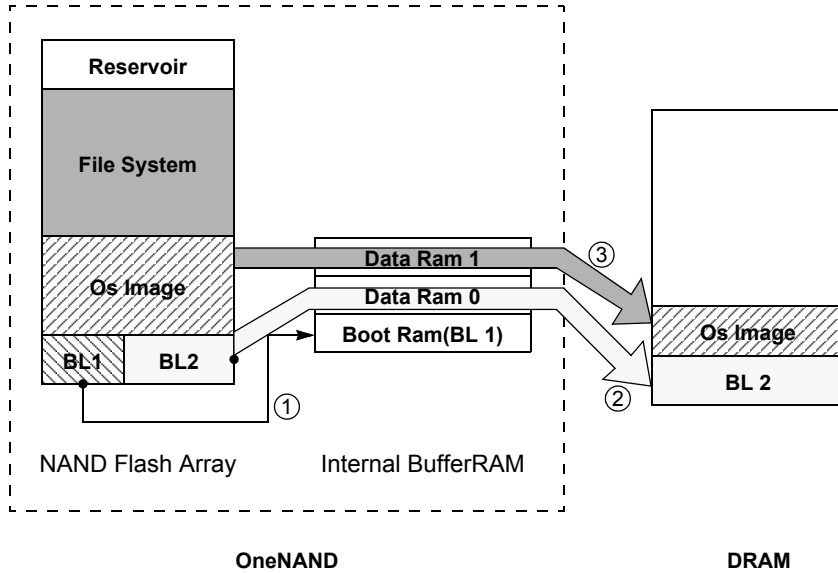 Reservoir
File System
Os Image
BL1
BL2
Data Ram 1
Data Ram 0
Boot Ram(BL 1)
①
②
③
Os Image
BL 2
NAND Flash Array
Internal BufferRAM
OneNAND
DRAM